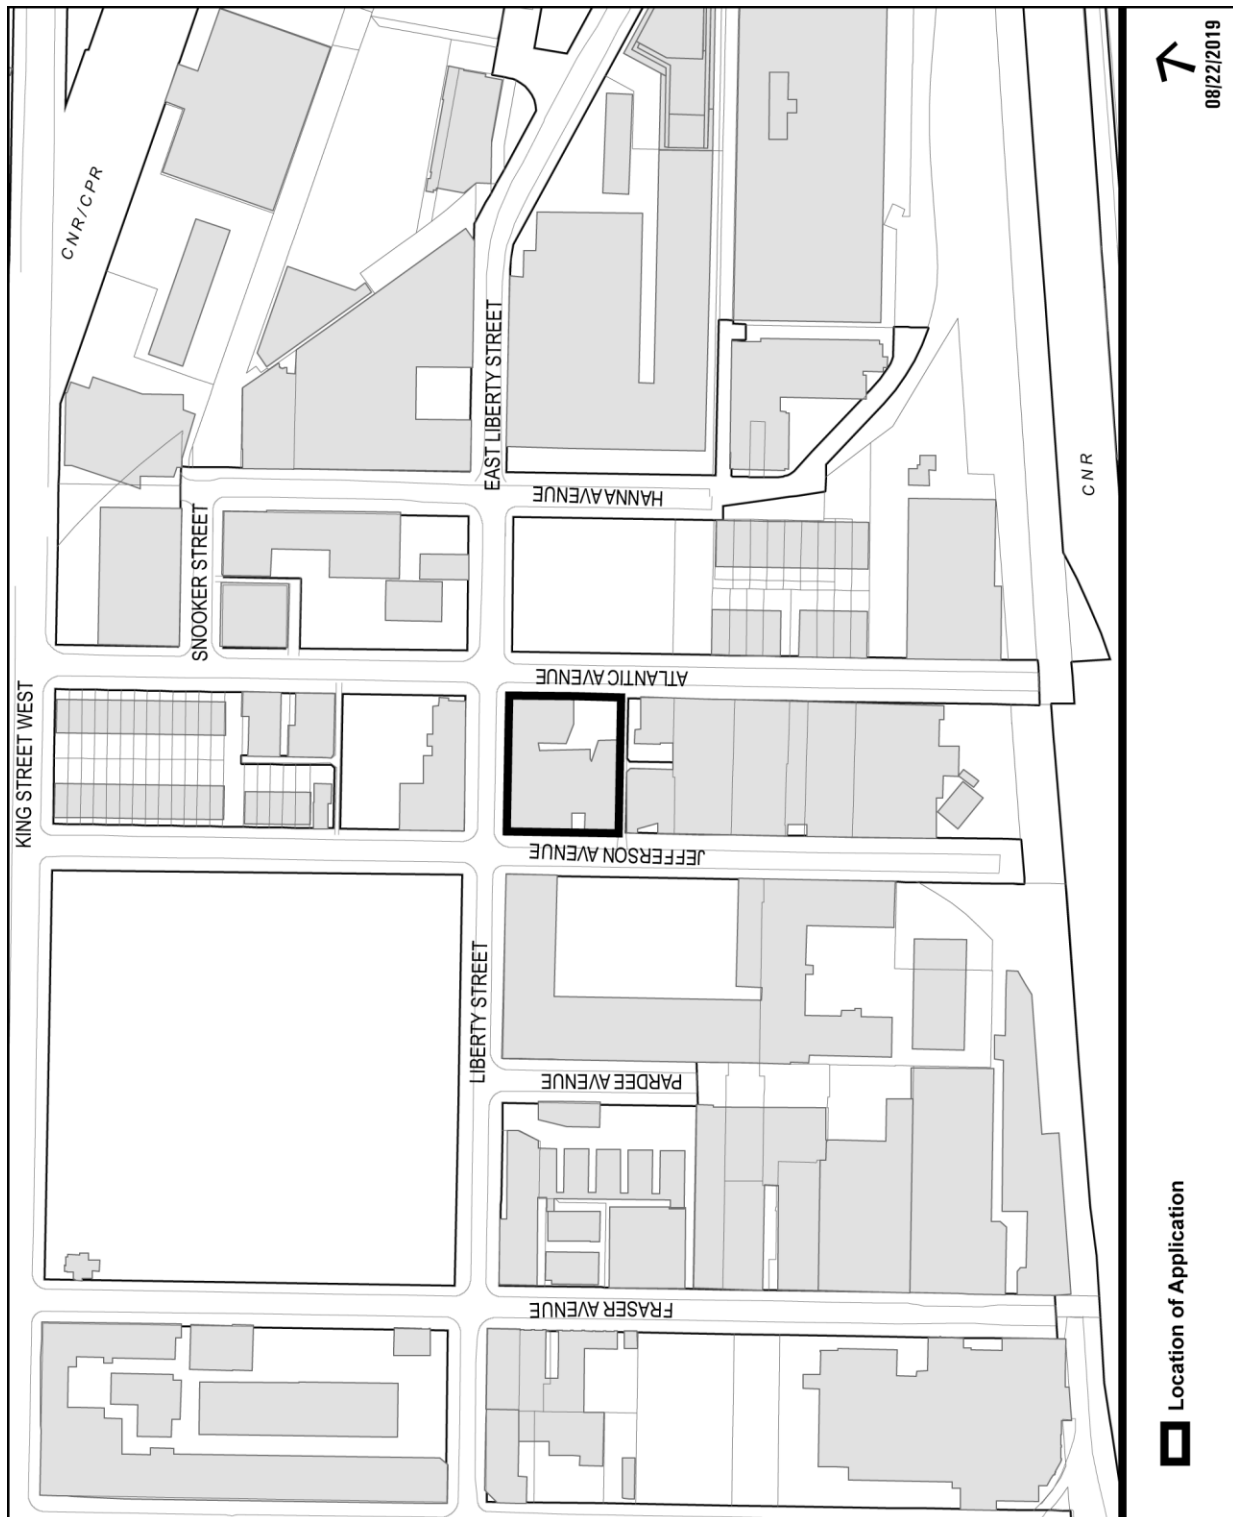 CNR/CPR
KING STREET WEST
SNOOKER STREET
EAST LIBERTY STREET
LIBERTY STREET
HANNA AVENUE
ATLANTIC AVENUE
JEFFERSON AVENUE
PARDEE AVENUE
FRASER AVENUE
CNR
Location of Application
08/22/2019